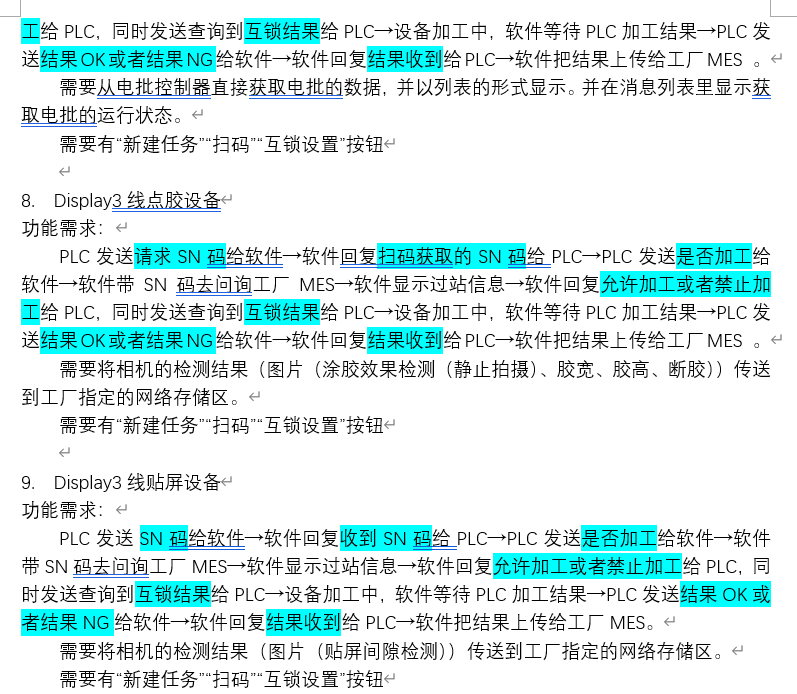 工给 PLC，同时发送查询到互锁结果给 PLC→设备加工中，软件等待 PLC 加工结果→PLC 发
送结果 OK 或者结果 NG 给软件→软件回复结果收到给 PLC→软件把结果上传给工厂 MES 。
需要从电批控制器直接获取电批的数据，并以列表的形式显示。并在消息列表里显示获
取电批的运行状态。
需要有“新建任务”“扫码”“互锁设置”按钮
8. Display3 线点胶设备
功能需求：
PLC 发送请求 SN 码给软件→软件回复扫码获取的 SN 码给 PLC→PLC 发送是否加工给
软件→软件带 SN 码去问询工厂 MES→软件显示过站信息→软件回复允许加工或者禁止加
工给 PLC，同时发送查询到互锁结果给 PLC→设备加工中，软件等待 PLC 加工结果→PLC 发
送结果 OK 或者结果 NG 给软件→软件回复结果收到给 PLC→软件把结果上传给工厂 MES 。
需要将相机的检测结果（图片（涂胶效果检测（静止拍摄）、胶宽、胶高、断胶））传送
到工厂指定的网络存储区。
需要有“新建任务”“扫码”“互锁设置”按钮
9. Display3 线贴屏设备
功能需求：
PLC 发送 SN 码给软件→软件回复收到 SN 码给 PLC→PLC 发送是否加工给软件→软件
带 SN 码去问询工厂 MES→软件显示过站信息→软件回复允许加工或者禁止加工给 PLC，同
时发送查询到互锁结果给 PLC→设备加工中，软件等待 PLC 加工结果→PLC 发送结果 OK 或
者结果 NG 给软件→软件回复结果收到给 PLC→软件把结果上传给工厂 MES。
需要将相机的检测结果（图片（贴屏间隙检测））传送到工厂指定的网络存储区。
需要有“新建任务”“扫码”“互锁设置”按钮